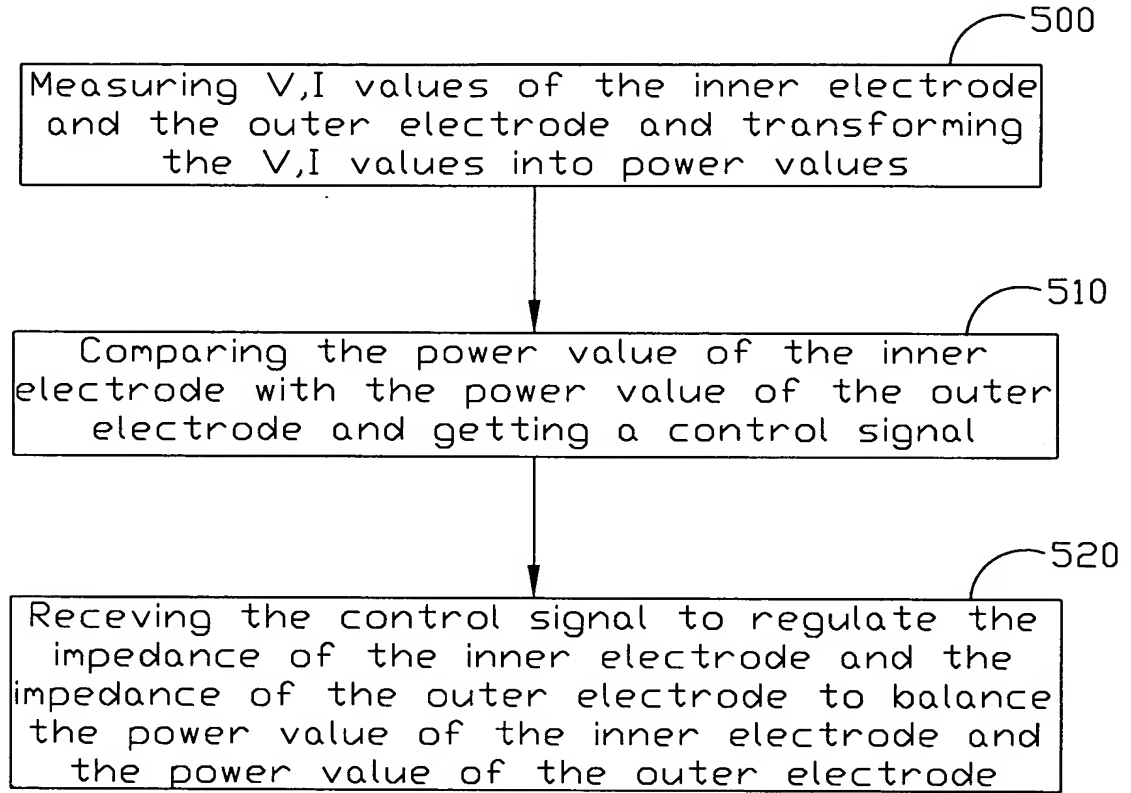 500
Measuring V,I values of the inner electrode
and the outer electrode and transforming
the V,I values into power values
510
Comparing the power value of the inner
electrode with the power value of the outer
electrode and getting a control signal
520
Receving the control signal to regulate the
impedance of the inner electrode and the
impedance of the outer electrode to balance
the power value of the inner electrode and
the power value of the outer electrode